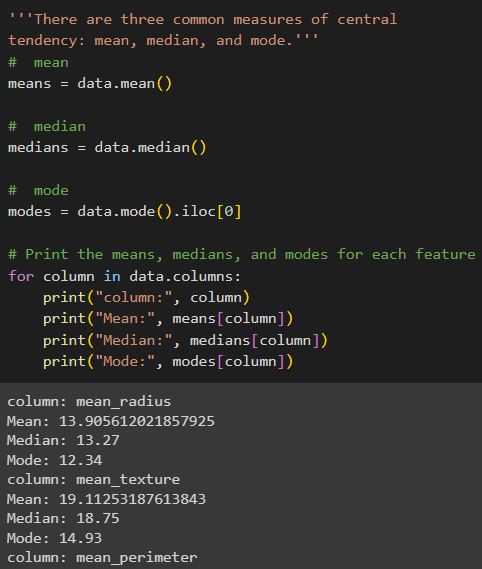 '''There are three common measures of central
tendency: mean, median, and mode.'''
#  mean
means = data.mean()
#  median
medians = data.median()
#  mode
modes = data.mode().iloc[0]
# Print the means, medians, and modes for each feature
for column in data.columns:
    print("column:", column)
    print("Mean:", means[column])
    print("Median:", medians[column])
    print("Mode:", modes[column])
column: mean_radius
Mean: 13.905612021857925
Median: 13.27
Mode: 12.34
column: mean_texture
Mean: 19.11253187613843
Median: 18.75
Mode: 14.93
column: mean_perimeter